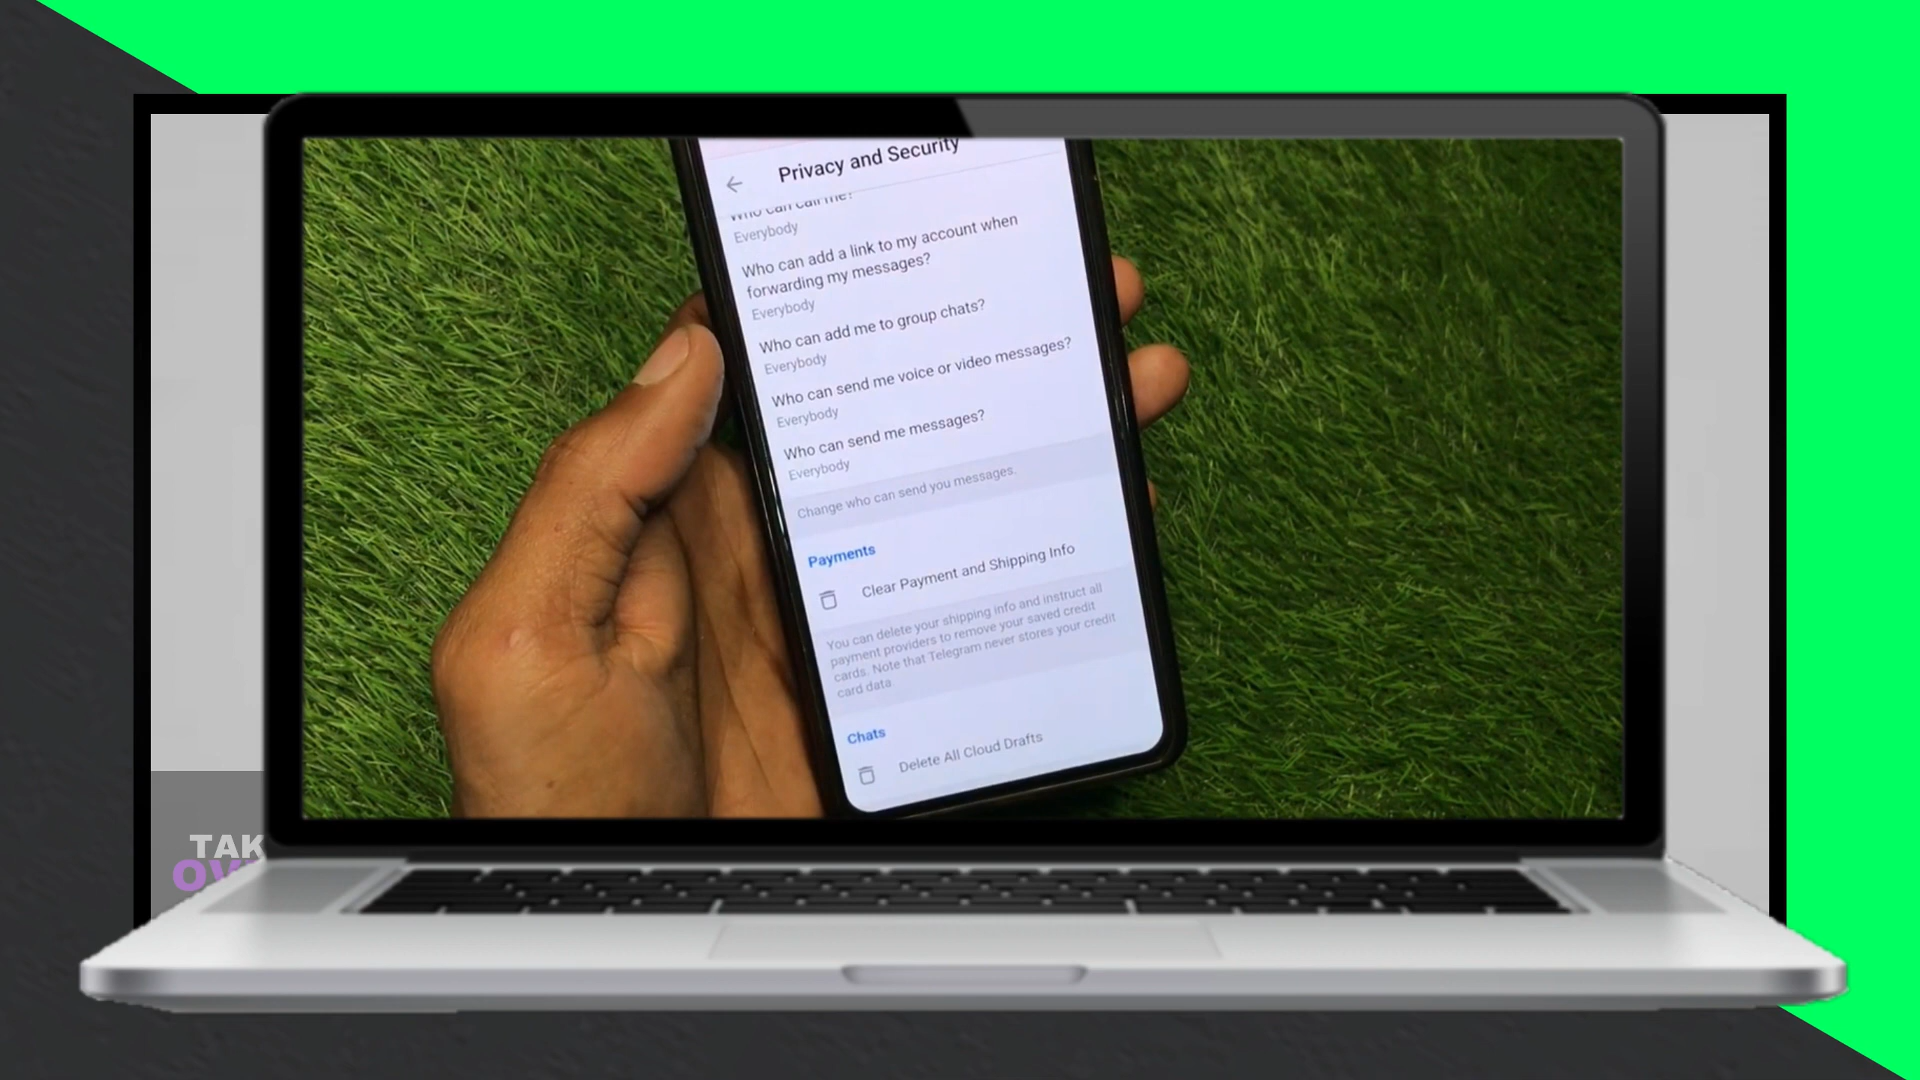 Privacy and Security
Who can call me?
Everybody
Who can add a link to my account when
forwarding my messages?
Everybody
Who can add me to group chats?
Everybody
Who can send me voice or video messages?
Everybody
Who can send me messages?
Everybody
Change who can send you messages.
Payments
Clear Payment and Shipping Info
You can delete your shipping info and instruct all
payment providers to remove your saved credit
cards. Note that Telegram never stores your credit
card data
Chats
Delete All Cloud Drafts
TAK